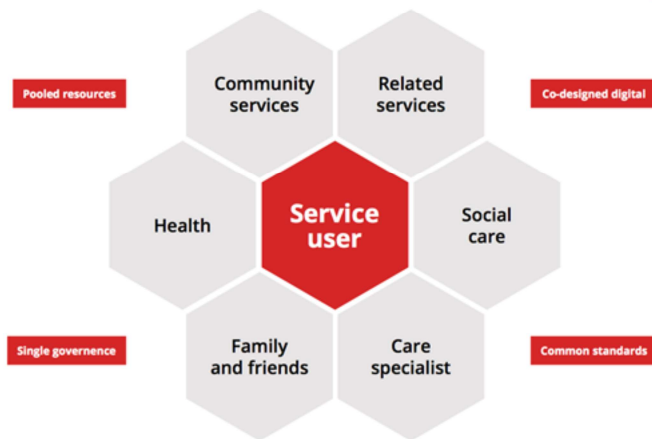 Community
services
Related
services
Pooled resources
Co-designed digital
Health
Service
user
Social
care
Single governence
Family
and friends
Care
specialist
Common standards